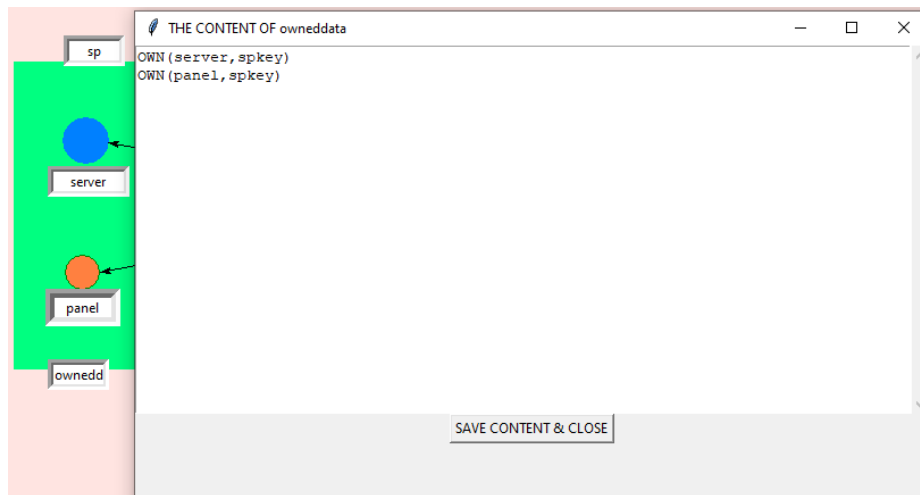 sp
server
panel
ownedd
THE CONTENT OF owneddata
OWN(server,spkey)
OWN(panel,spkey)
SAVE CONTENT & CLOSE